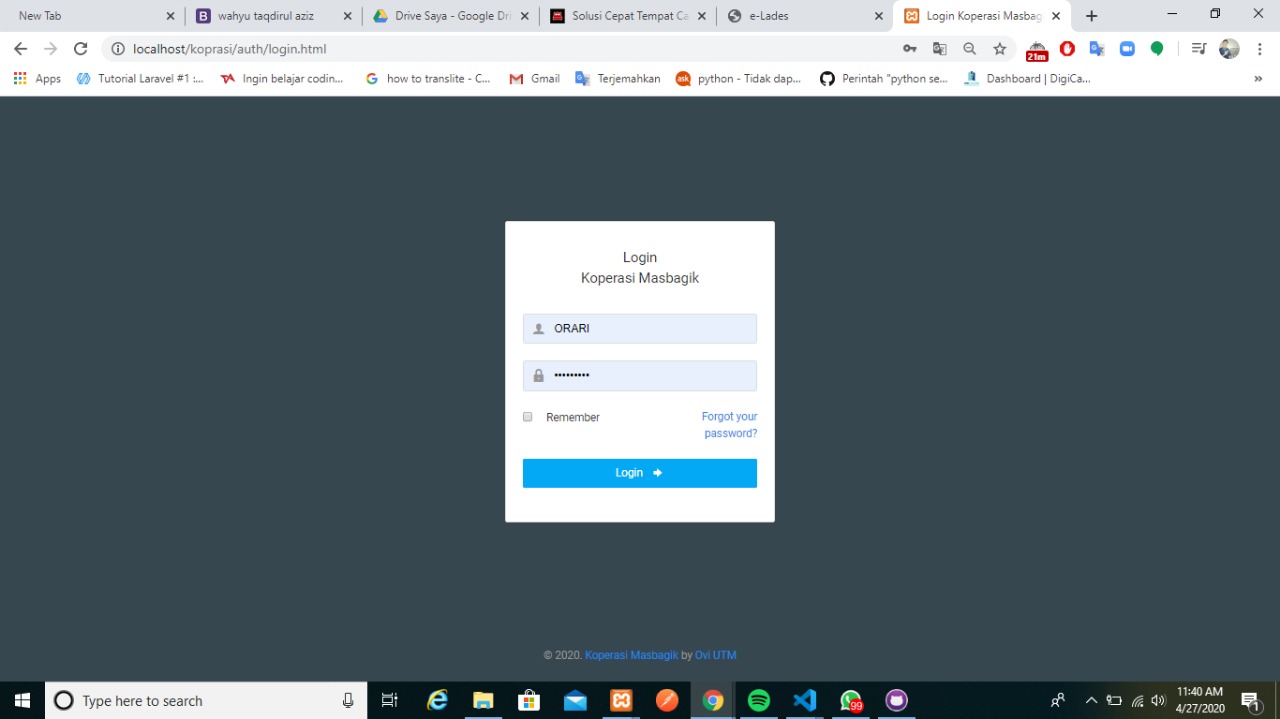 New Tab
wahyu taqdirul aziz
Drive Saya - Google Dri
Solusi Cepat Tempat Ca
e-Lades
Login Koperasi Masbag
localhost/koprasi/auth/login.html
21m
Apps
Tutorial Laravel #1 :...
Ingin belajar codin...
how to translite - C...
Gmail
Terjemahkan
ask
python - Tidak dap...
Perintah "python se...
Dashboard | DigiCa...
»
Login
Koperasi Masbagik
ORARI
•••••••••
Remember
Forgot your
password?
Login
© 2020. Koperasi Masbagik by Ovi UTM
Type here to search
99
11:40 AM
4/27/2020
1